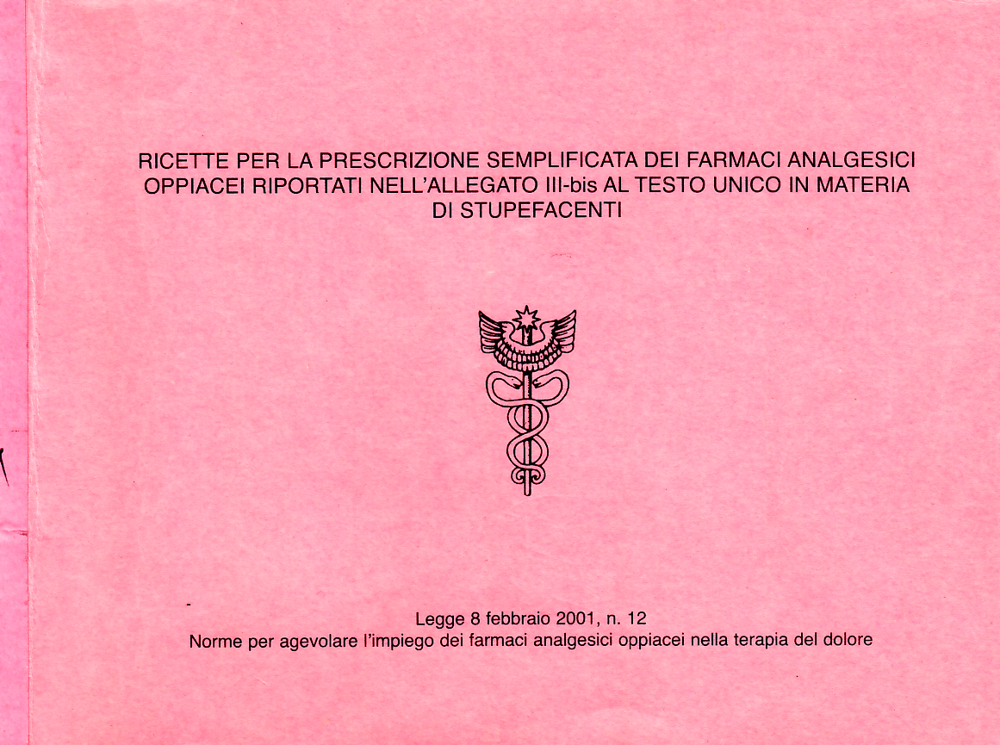 RICETTE PER LA PRESCRIZIONE SEMPLIFICATA DEI FARMACI ANALGESICI
OPPIACEI RIPORTATI NELL'ALLEGATO III-bis AL TESTO UNICO IN MATERIA
DI STUPEFACENTI
Legge 8 febbraio 2001, n. 12
Norme per agevolare l'impiego dei farmaci analgesici oppiacei nella terapia del dolore